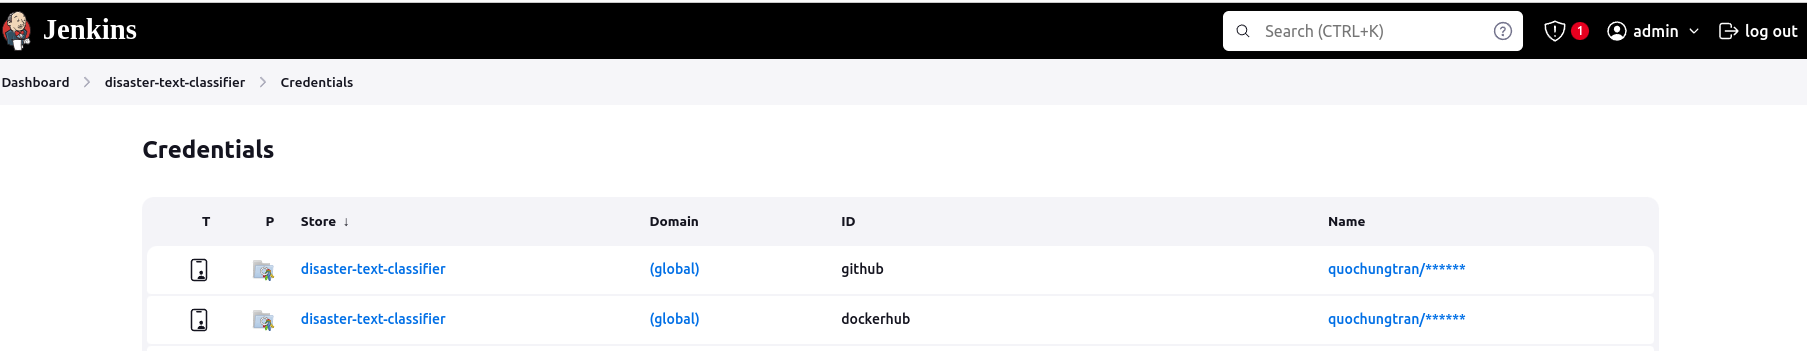 Jenkins
Search (CTRL+K)
?
1
admin
log out
Dashboard > disaster-text-classifier > Credentials
Credentials
T P Store ↓ Domain ID Name
disaster-text-classifier (global) github quochungtran/******
disaster-text-classifier (global) dockerhub quochungtran/******